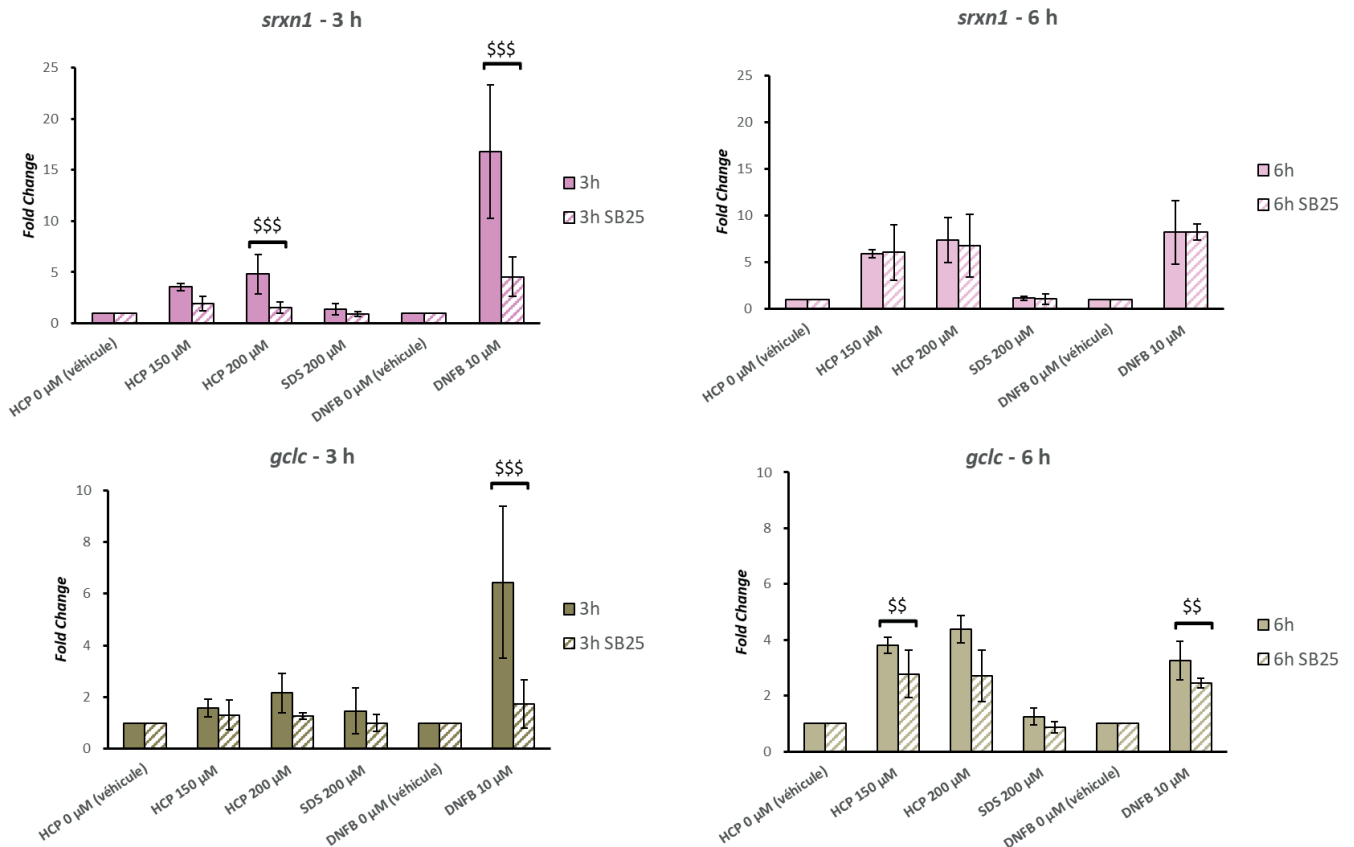 srxn1 - 3 h
$$$
$$$
25
20
15
10
5
0
Fold Change
3h
3h SB25
HCP 0 µM (véhicule)
HCP 150 µM
HCP 200 µM
SDS 200 µM
DNFB 0 µM (véhicule)
DNFB 10 µM
srxn1 - 6 h
25
20
15
10
5
0
Fold Change
6h
6h SB25
HCP 0 µM (véhicule)
HCP 150 µM
HCP 200 µM
SDS 200 µM
DNFB 0 µM (véhicule)
DNFB 10 µM
gclc - 3 h
$$$
10
8
6
4
2
0
Fold Change
3h
3h SB25
HCP 0 µM (véhicule)
HCP 150 µM
HCP 200 µM
SDS 200 µM
DNFB 0 µM (véhicule)
DNFB 10 µM
gclc - 6 h
10
8
6
4
2
0
$$
$$
Fold Change
6h
6h SB25
HCP 0 µM (véhicule)
HCP 150 µM
HCP 200 µM
SDS 200 µM
DNFB 0 µM (véhicule)
DNFB 10 µM